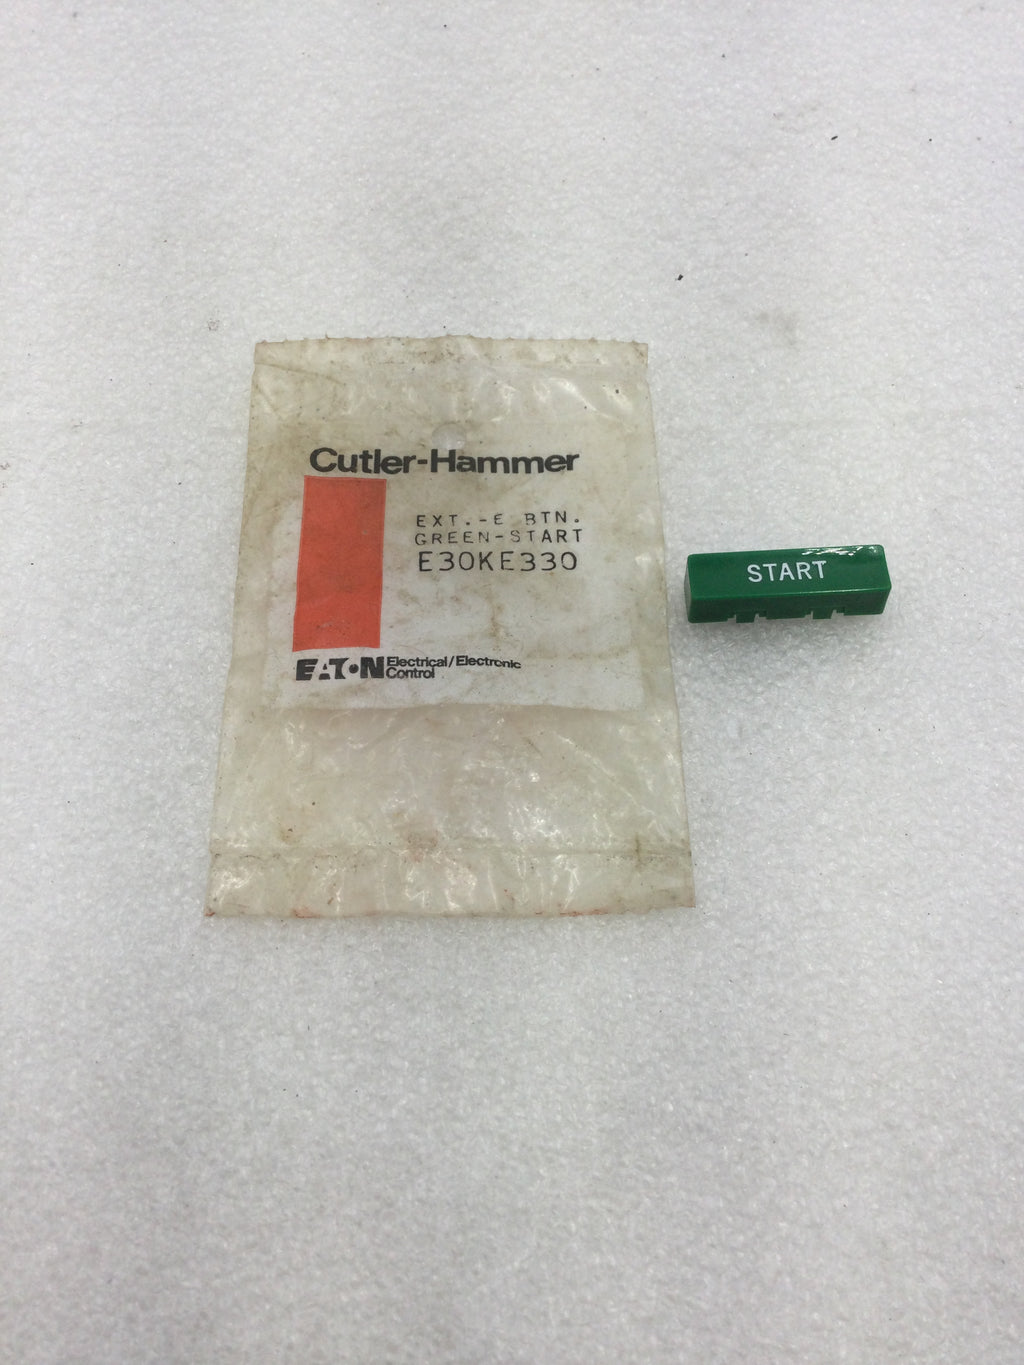 Cutler-Hammer
EXT.-E BTN.
GREEN-START
E30KE330
EATON Electrical/Electronic
Control
START